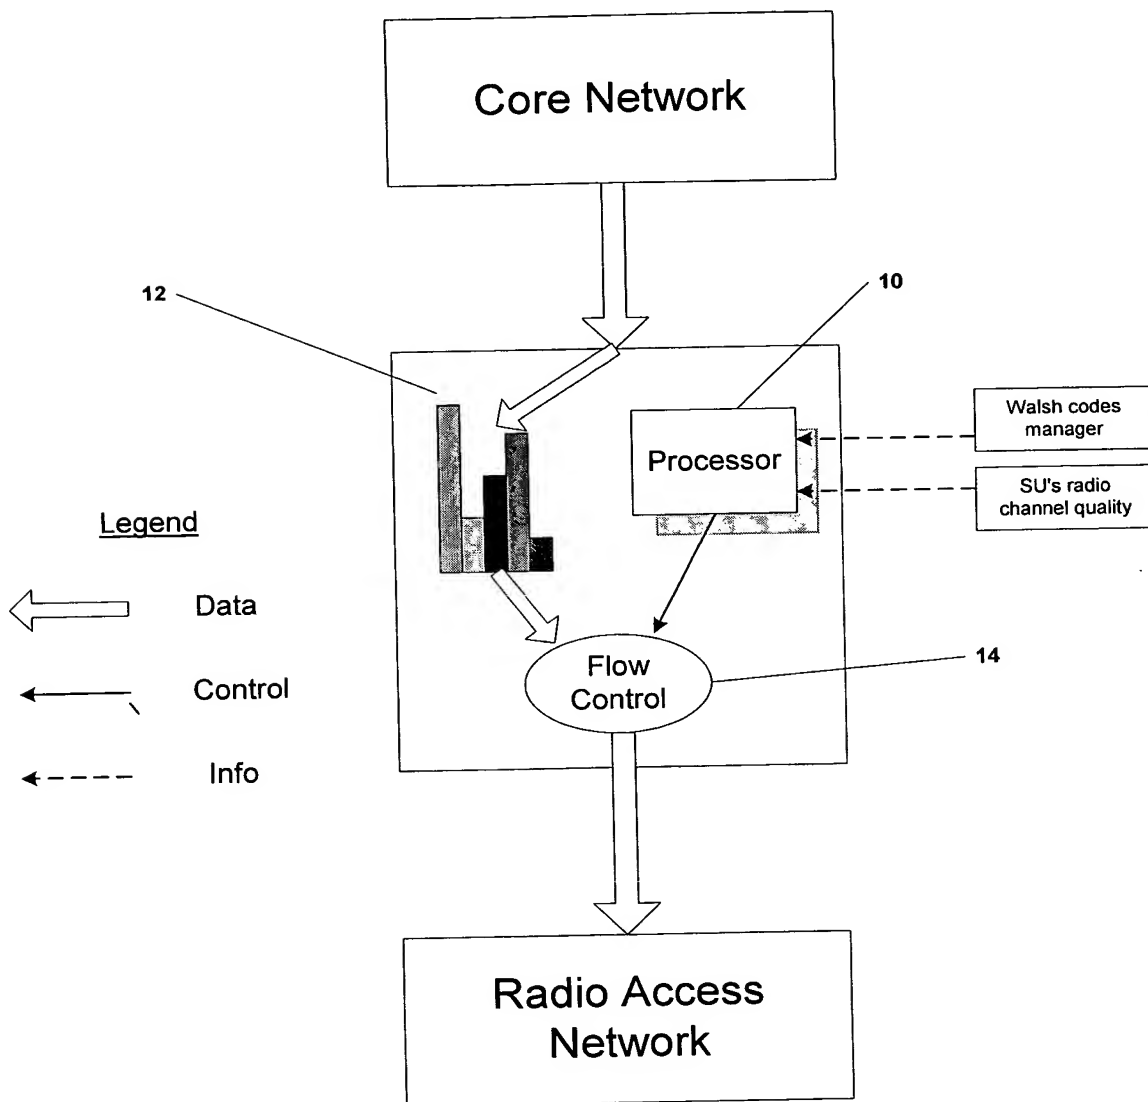 Core Network
12
10
Processor
Walsh codes
manager
SU's radio
channel quality
Legend
Data
Control
Info
Flow
Control
14
Radio Access
Network